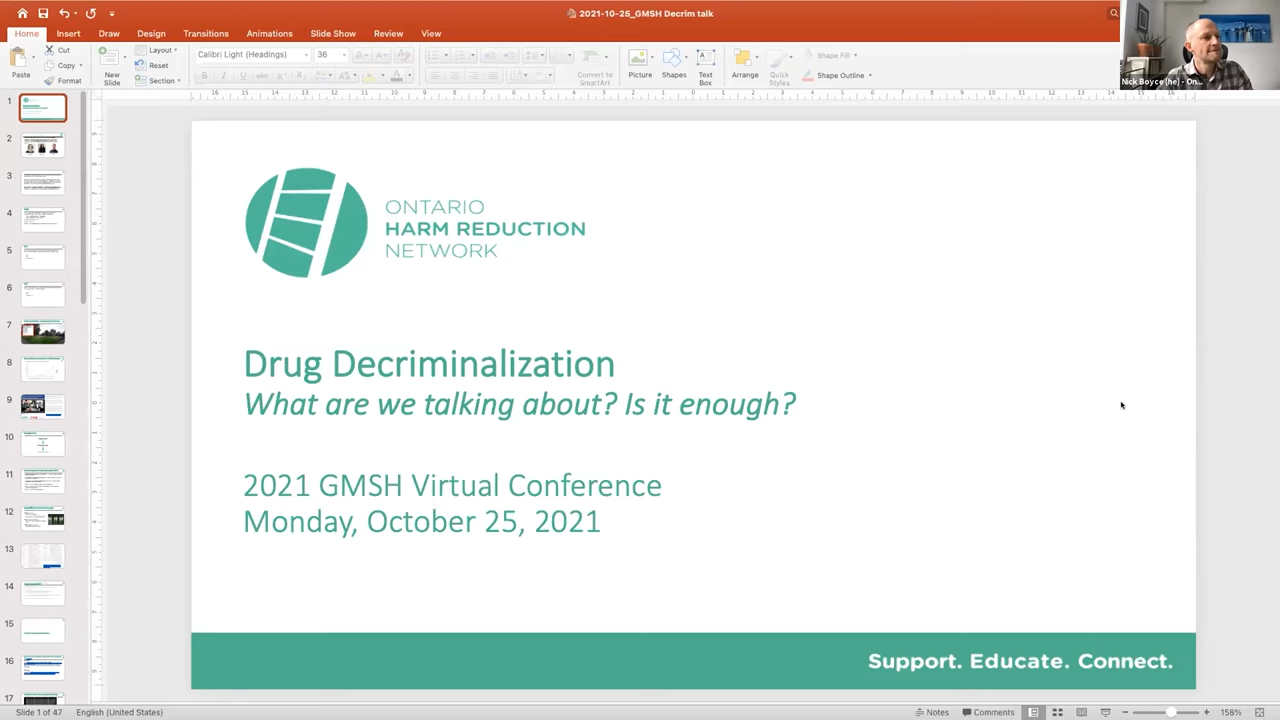 2021-10-25_GMSH Decrim talk
Home
Insert
Draw
Design
Transitions
Animations
Slide Show
Review
View
Paste
Cut
Copy
Format
New
Slide
Layout
Reset
Section
Calibri Light (Headings)
36
Convert to
SmartArt
Picture
Shapes
Text
Box
Arrange
Quick
Styles
Shape Fill
Shape Outline
Nick Boyce [he] - On...
ONTARIO
HARM REDUCTION
NETWORK
Drug Decriminalization
What are we talking about? Is it enough?
2021 GMSH Virtual Conference
Monday, October 25, 2021
Support. Educate. Connect.
Slide 1 of 47
English (United States)
Notes
Comments
158%